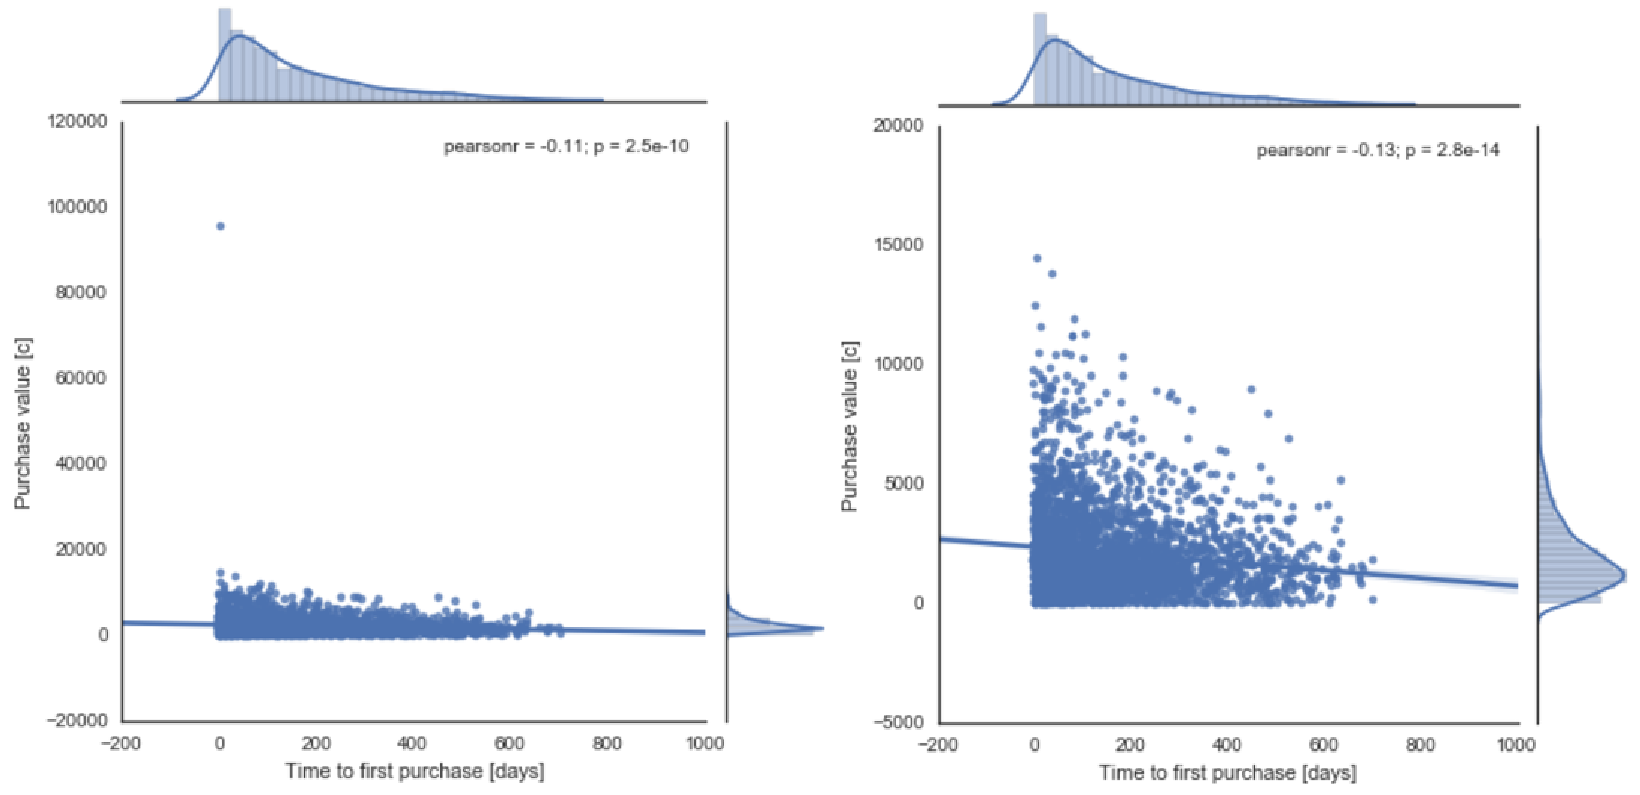 120000
pearsonr = -0.11; p = 2.5e-10
100000
80000
60000
40000
20000
0
−20000
Purchase value [c]
−200 0 200 400 600 800 1000
Time to first purchase [days]
20000
pearsonr = -0.13; p = 2.8e-14
15000
10000
5000
0
−5000
Purchase value [c]
−200 0 200 400 600 800 1000
Time to first purchase [days]